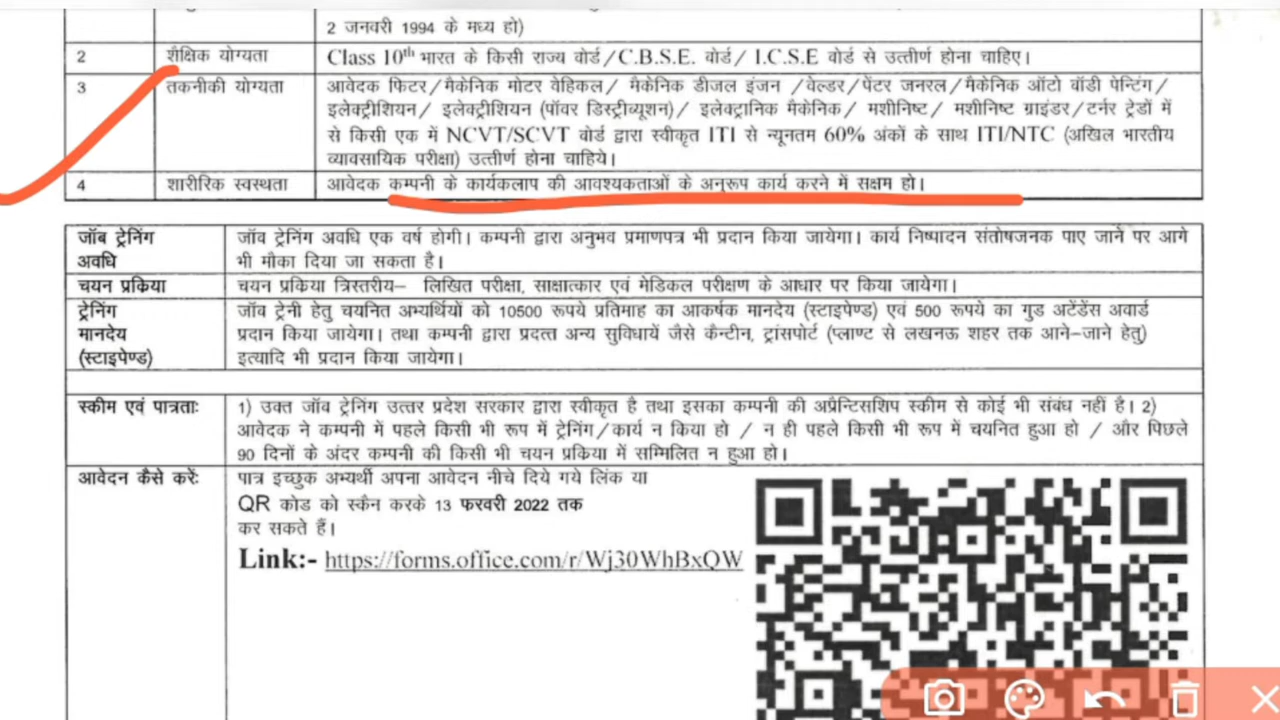 2 जनवरी 1994 के मध्य हो)
2 शैक्षिक योग्यता Class 10th भारत के किसी राज्य बोर्ड/C.B.S.E. बोर्ड/ I.C.S.E बोर्ड से उत्तीर्ण होना चाहिए।
3 तकनीकी योग्यता आवेदक फिटर/मैकेनिक मोटर वेहिकल/ मैकेनिक डीजल इंजन /वेल्डर/पेंटर जनरल/मैकेनिक ऑटो बॉडी पेन्टिंग/
इलेक्ट्रीशियन/ इलेक्ट्रीशियन (पॉवर डिस्ट्रीब्यूशन)/ इलेक्ट्रानिक मैकेनिक/ मशीनिष्ट/ मशीनिष्ट ग्राइंडर/टर्नर ट्रेडों में
से किसी एक में NCVT/SCVT बोर्ड द्वारा स्वीकृत ITI से न्यूनतम 60% अंकों के साथ ITI/NTC (अखिल भारतीय
व्यावसायिक परीक्षा) उत्तीर्ण होना चाहिये।
4 शारीरिक स्वस्थता आवेदक कम्पनी के कार्यकलाप की आवश्यकताओं के अनुरूप कार्य करने में सक्षम हो।
जॉब ट्रेनिंग जॉब ट्रेनिंग अवधि एक वर्ष होगी। कम्पनी द्वारा अनुभव प्रमाणपत्र भी प्रदान किया जायेगा। कार्य निष्पादन संतोषजनक पाए जाने पर आगे
अवधि भी मौका दिया जा सकता है।
चयन प्रकिया चयन प्रकिया त्रिस्तरीय– लिखित परीक्षा, साक्षात्कार एवं मेडिकल परीक्षण के आधार पर किया जायेगा।
ट्रेनिंग जॉब ट्रेनी हेतु चयनित अभ्यर्थियों को 10500 रूपये प्रतिमाह का आकर्षक मानदेय (स्टाइपेण्ड) एवं 500 रूपये का गुड अटेंडेंस अवार्ड
मानदेय प्रदान किया जायेगा। तथा कम्पनी द्वारा प्रदत्त अन्य सुविधायें जैसे कैन्टीन, ट्रांसपोर्ट (प्लाण्ट से लखनऊ शहर तक आने–जाने हेतु)
(स्टाइपेण्ड) इत्यादि भी प्रदान किया जायेगा।
स्कीम एवं पात्रताः 1) उक्त जॉब ट्रेनिंग उत्तर प्रदेश सरकार द्वारा स्वीकृत है तथा इसका कम्पनी की अप्रैन्टिसशिप स्कीम से कोई भी संबंध नहीं है। 2)
आवेदक ने कम्पनी में पहले किसी भी रूप में ट्रेनिंग/कार्य न किया हो / न ही पहले किसी भी रूप में चयनित हुआ हो / और पिछले
90 दिनों के अंदर कम्पनी की किसी भी चयन प्रकिया में सम्मिलित न हुआ हो।
आवेदन कैसे करेंः पात्र इच्छुक अभ्यर्थी अपना आवेदन नीचे दिये गये लिंक या
QR कोड को स्कैन करके 13 फरवरी 2022 तक
कर सकते हैं।
Link:- https://forms.office.com/r/Wj30WhBxQW